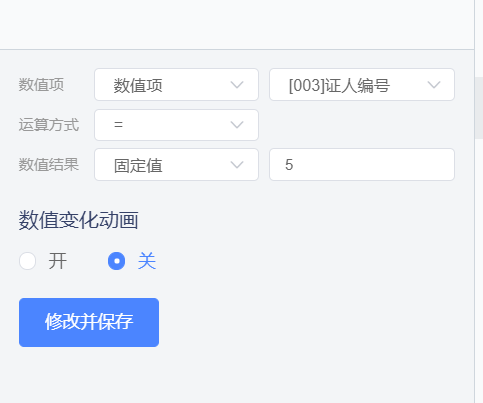 数值项 数值项 [003]证人编号
运算方式 =
数值结果 固定值 5
数值变化动画
开 关
修改并保存